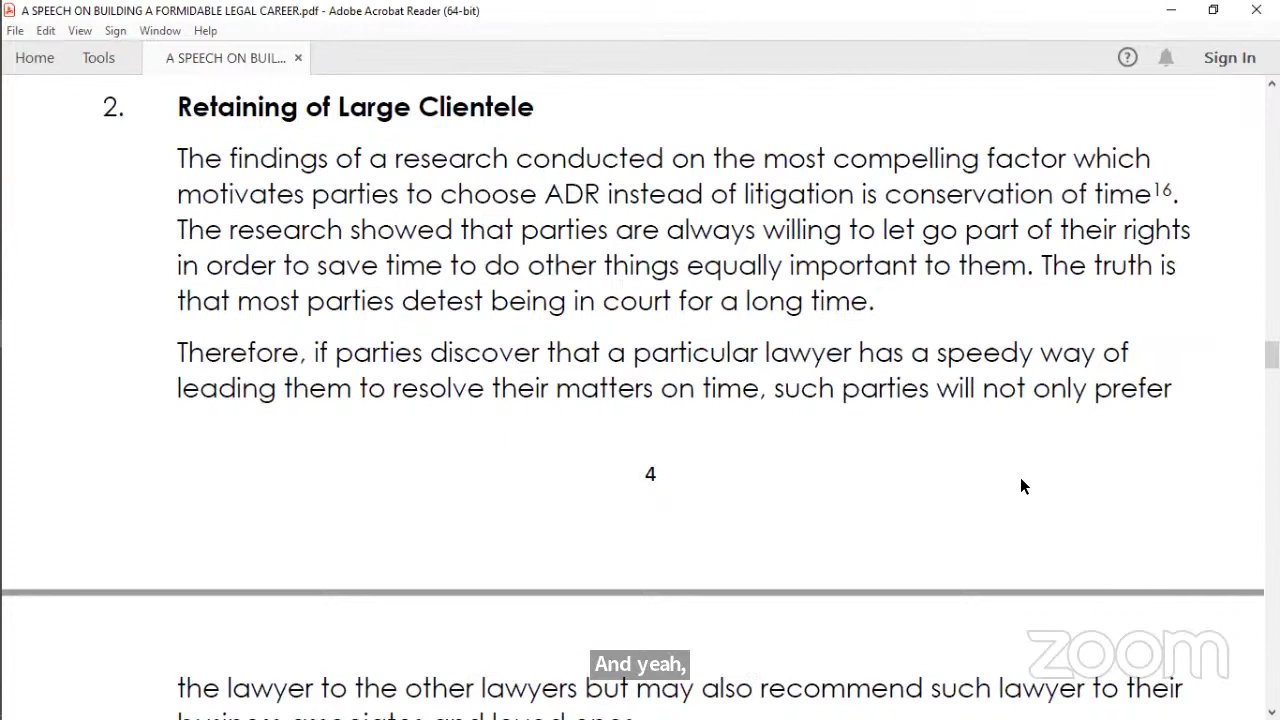 A SPEECH ON BUILDING A FORMIDABLE LEGAL CAREER.pdf - Adobe Acrobat Reader (64-bit)
File Edit View Sign Window Help
Home Tools A SPEECH ON BUIL... × Sign In
2. Retaining of Large Clientele
The findings of a research conducted on the most compelling factor which
motivates parties to choose ADR instead of litigation is conservation of time¹⁶.
The research showed that parties are always willing to let go part of their rights
in order to save time to do other things equally important to them. The truth is
that most parties detest being in court for a long time.
Therefore, if parties discover that a particular lawyer has a speedy way of
leading them to resolve their matters on time, such parties will not only prefer
4
zoom
And yeah,
the lawyer to the other lawyers but may also recommend such lawyer to their
business associates and loved ones